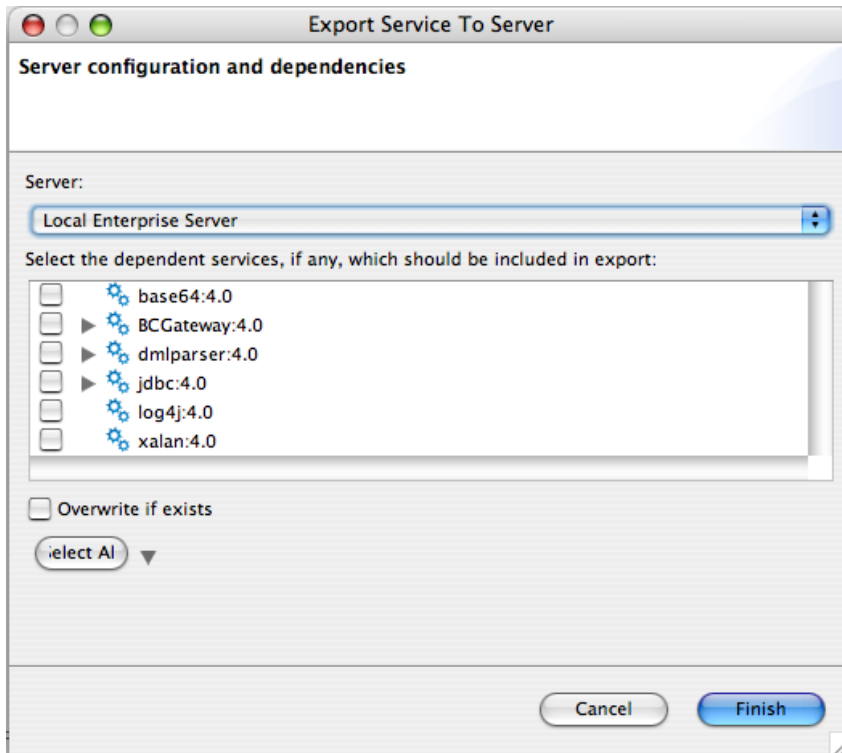 Export Service To Server
Server configuration and dependencies
Server:
Local Enterprise Server
Select the dependent services, if any, which should be included in export:
base64:4.0
BCGateway:4.0
dmlparser:4.0
jdbc:4.0
log4j:4.0
xalan:4.0
Overwrite if exists
ielect Al
Cancel
Finish